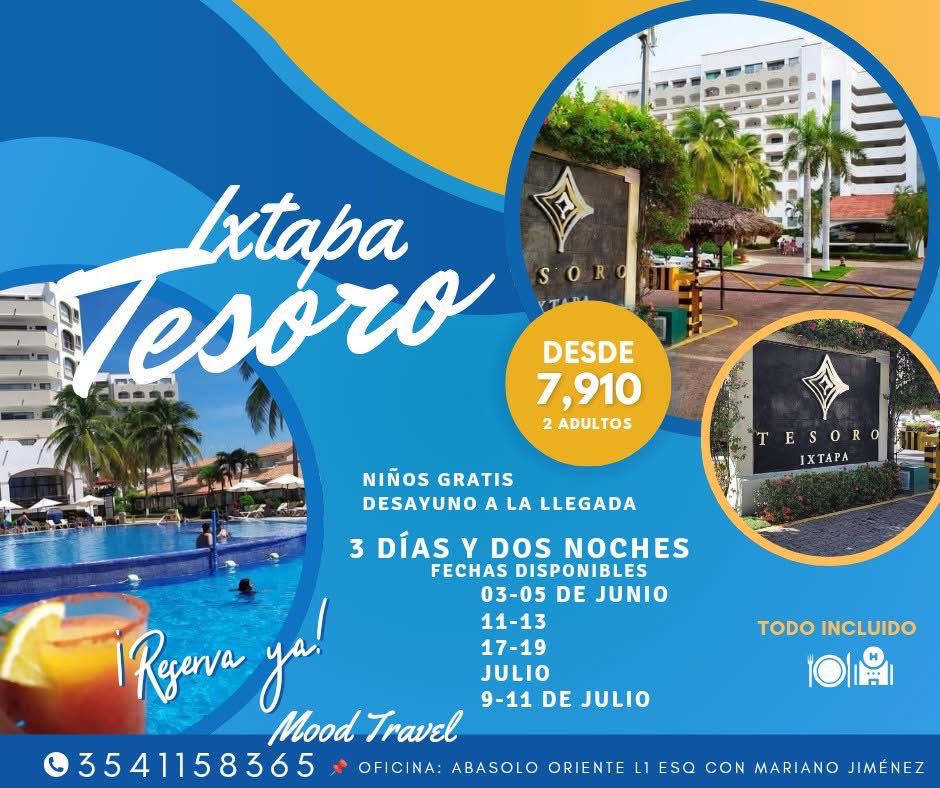 Ixtapa
Tesoro
TESORO
IXTAPA
DESDE
7,910
2 ADULTOS
TESORO
IXTAPA
NIÑOS GRATIS
DESAYUNO A LA LLEGADA
3 DÍAS Y DOS NOCHES
FECHAS DISPONIBLES
03-05 DE JUNIO
11-13
17-19
JULIO
9-11 DE JULIO
TODO INCLUIDO
H
¡Reserva ya!
Mood Travel
3541158365 📌 OFICINA: ABASOLO ORIENTE L1 ESQ CON MARIANO JIMÉNEZ